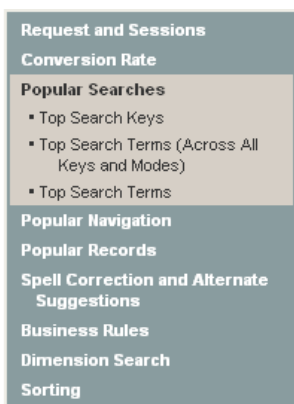 Request and Sessions
Conversion Rate
Popular Searches
▪ Top Search Keys
▪ Top Search Terms (Across All
Keys and Modes)
▪ Top Search Terms
Popular Navigation
Popular Records
Spell Correction and Alternate
Suggestions
Business Rules
Dimension Search
Sorting